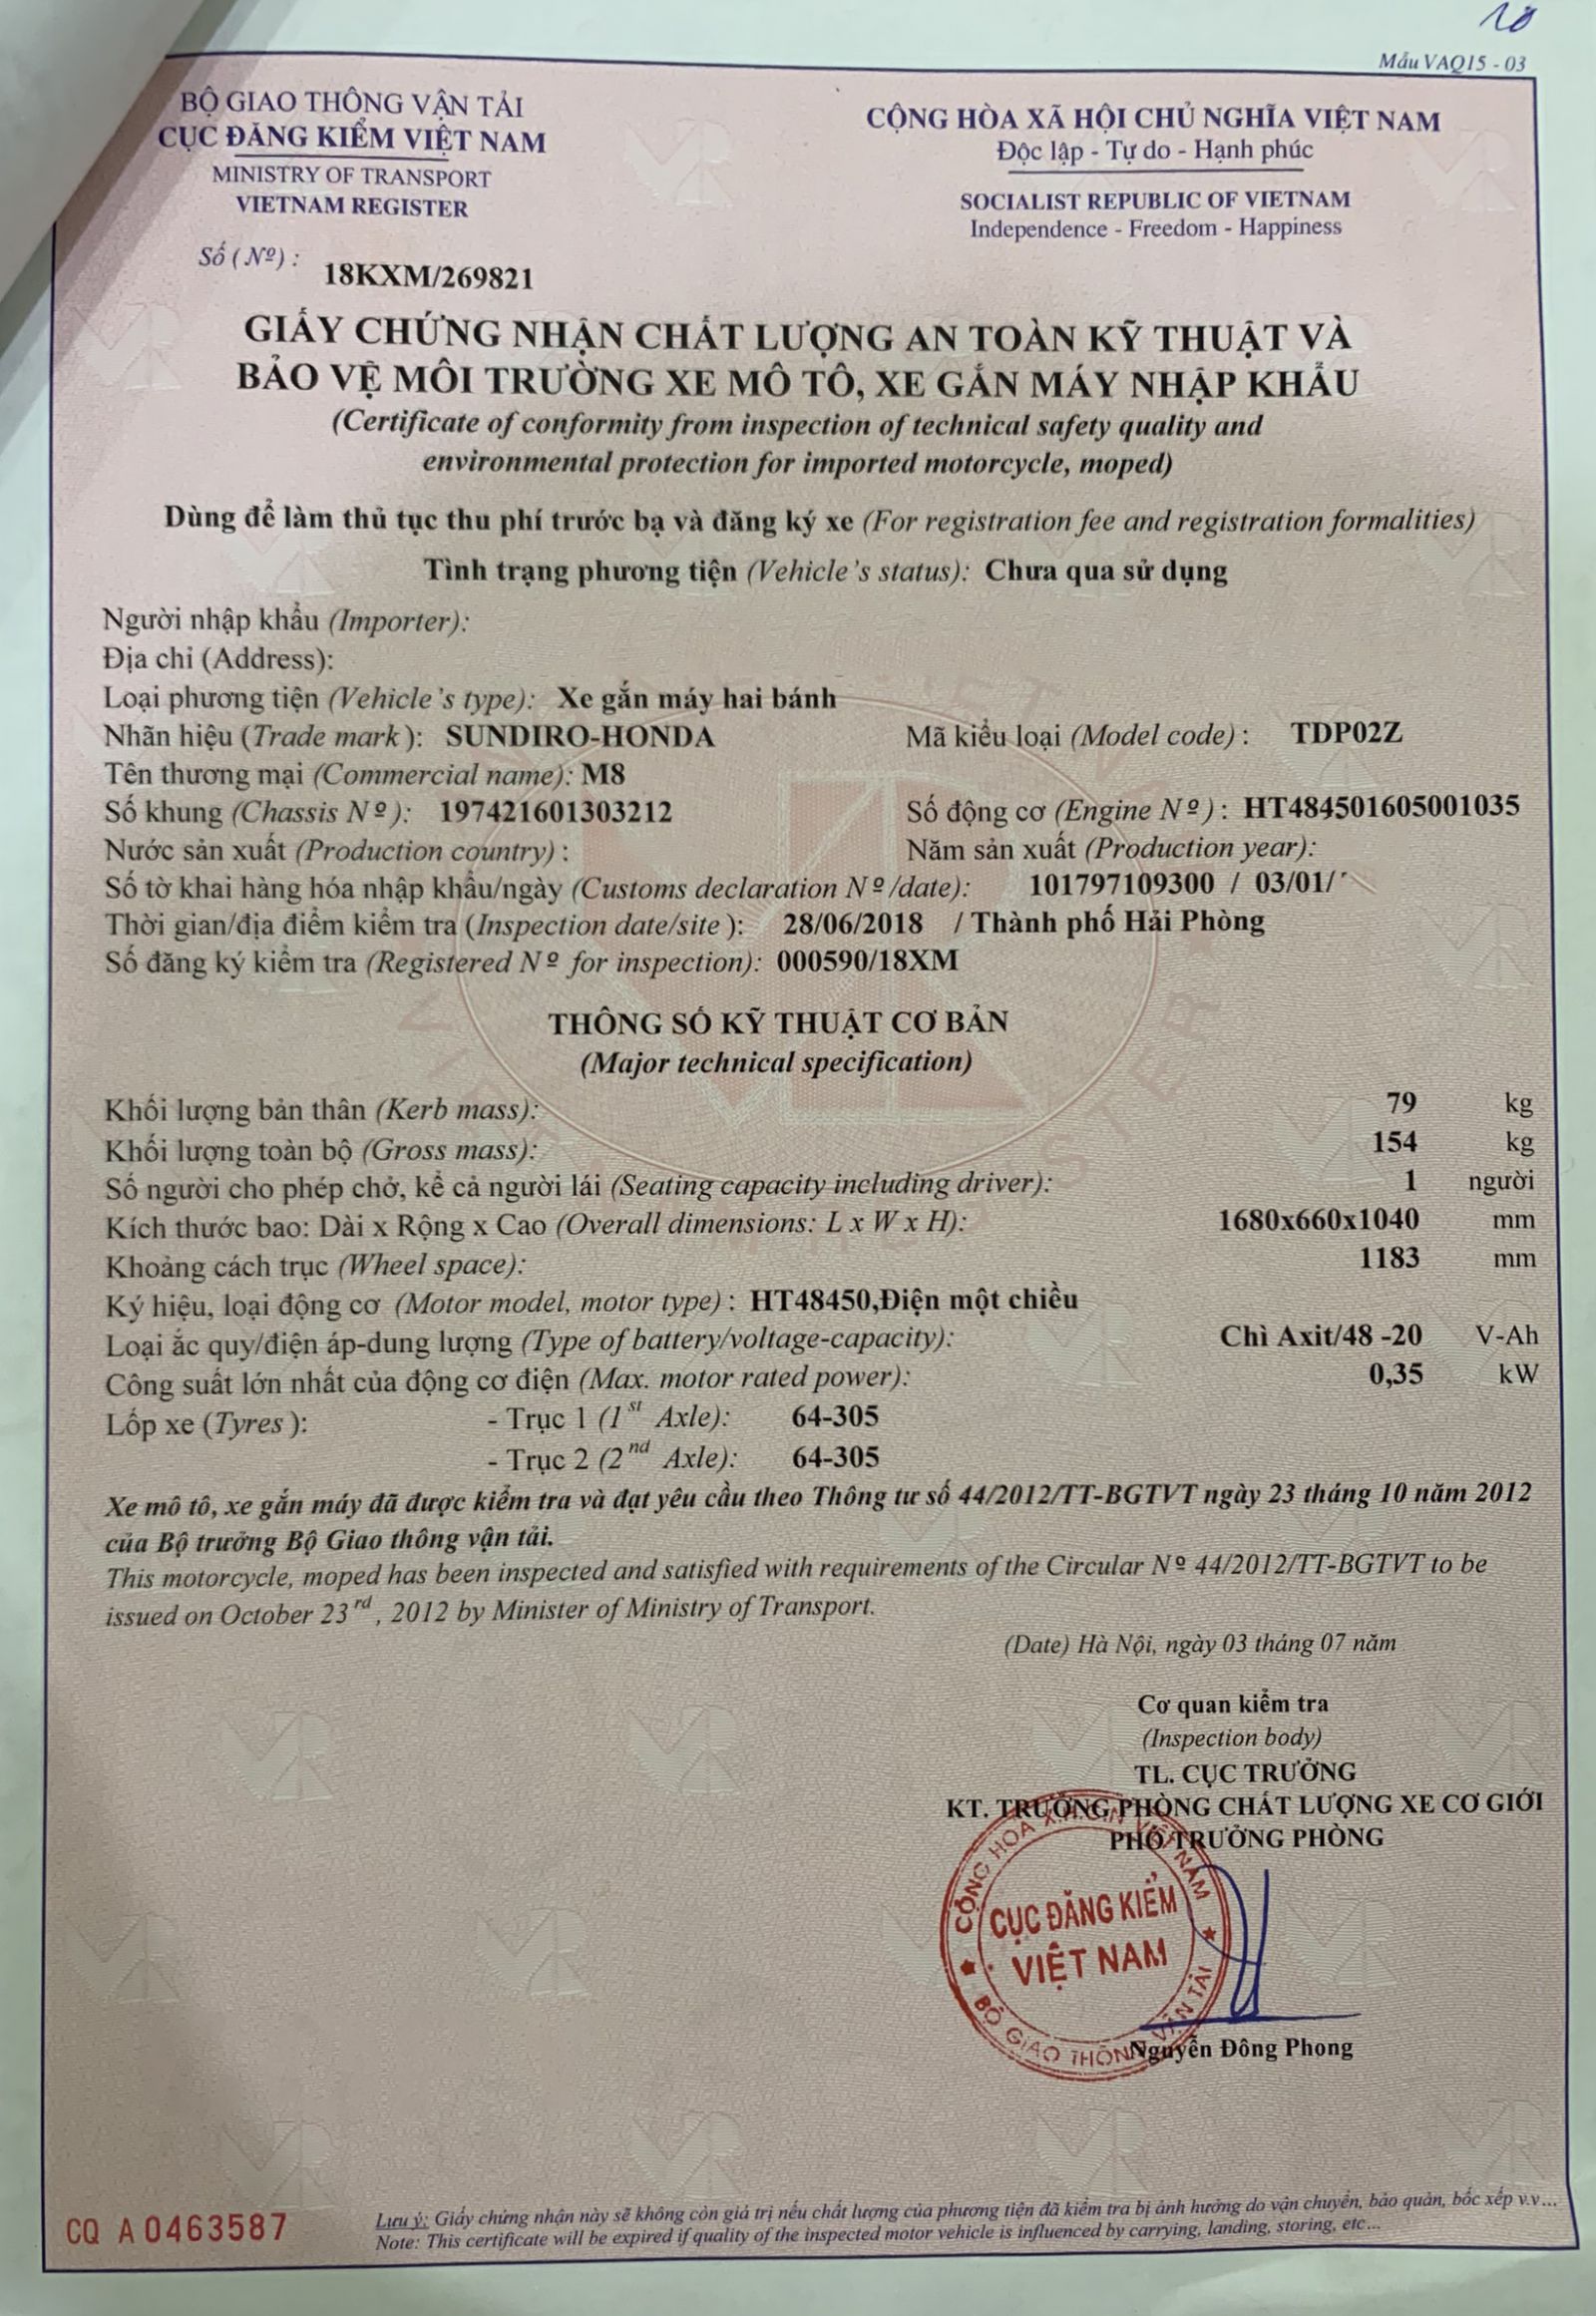 10
Mẫu VAQ15 - 03
BỘ GIAO THÔNG VẬN TẢI
CỤC ĐĂNG KIỂM VIỆT NAM
MINISTRY OF TRANSPORT
VIETNAM REGISTER
CỘNG HÒA XÃ HỘI CHỦ NGHĨA VIỆT NAM
Độc lập - Tự do - Hạnh phúc
SOCIALIST REPUBLIC OF VIETNAM
Independence - Freedom - Happiness
Số (Nº) : 18KXM/269821
GIẤY CHỨNG NHẬN CHẤT LƯỢNG AN TOÀN KỸ THUẬT VÀ
BẢO VỆ MÔI TRƯỜNG XE MÔ TÔ, XE GẮN MÁY NHẬP KHẨU
(Certificate of conformity from inspection of technical safety quality and
environmental protection for imported motorcycle, moped)
Dùng để làm thủ tục thu phí trước bạ và đăng ký xe (For registration fee and registration formalities)
Tình trạng phương tiện (Vehicle's status): Chưa qua sử dụng
Người nhập khẩu (Importer):
Địa chỉ (Address):
Loại phương tiện (Vehicle's type): Xe gắn máy hai bánh
Nhãn hiệu (Trade mark): SUNDIRO-HONDA Mã kiểu loại (Model code) : TDP02Z
Tên thương mại (Commercial name): M8
Số khung (Chassis Nº): 197421601303212 Số động cơ (Engine Nº) : HT484501605001035
Nước sản xuất (Production country) : Năm sản xuất (Production year):
Số tờ khai hàng hóa nhập khẩu/ngày (Customs declaration Nº/date): 101797109300 / 03/01/
Thời gian/địa điểm kiểm tra (Inspection date/site ): 28/06/2018 / Thành phố Hải Phòng
Số đăng ký kiểm tra (Registered Nº for inspection): 000590/18XM
THÔNG SỐ KỸ THUẬT CƠ BẢN
(Major technical specification)
Khối lượng bản thân (Kerb mass): 79 kg
Khối lượng toàn bộ (Gross mass): 154 kg
Số người cho phép chở, kể cả người lái (Seating capacity including driver): 1 người
Kích thước bao: Dài x Rộng x Cao (Overall dimensions: L x W x H): 1680x660x1040 mm
Khoảng cách trục (Wheel space): 1183 mm
Ký hiệu, loại động cơ (Motor model, motor type) : HT48450,Điện một chiều
Loại ắc quy/điện áp-dung lượng (Type of battery/voltage-capacity): Chì Axit/48 -20 V-Ah
Công suất lớn nhất của động cơ điện (Max. motor rated power): 0,35 kW
Lốp xe (Tyres ): - Trục 1 (1st Axle): 64-305
- Trục 2 (2nd Axle): 64-305
Xe mô tô, xe gắn máy đã được kiểm tra và đạt yêu cầu theo Thông tư số 44/2012/TT-BGTVT ngày 23 tháng 10 năm 2012
của Bộ trưởng Bộ Giao thông vận tải.
This motorcycle, moped has been inspected and satisfied with requirements of the Circular Nº 44/2012/TT-BGTVT to be
issued on October 23rd, 2012 by Minister of Ministry of Transport.
(Date) Hà Nội, ngày 03 tháng 07 năm
Cơ quan kiểm tra
(Inspection body)
TL. CỤC TRƯỞNG
KT. TRƯỞNG PHÒNG CHẤT LƯỢNG XE CƠ GIỚI
PHÓ TRƯỞNG PHÒNG
CỘNG HÒA X.H.C.N VIỆT NAM
CỤC ĐĂNG KIỂM
VIỆT NAM
BỘ GIAO THÔNG VẬN TẢI
Nguyễn Đông Phong
CQ A 0463587
Lưu ý: Giấy chứng nhận này sẽ không còn giá trị nếu chất lượng của phương tiện đã kiểm tra bị ảnh hưởng do vận chuyển, bảo quản, bốc xếp v.v...
Note: This certificate will be expired if quality of the inspected motor vehicle is influenced by carrying, landing, storing, etc...